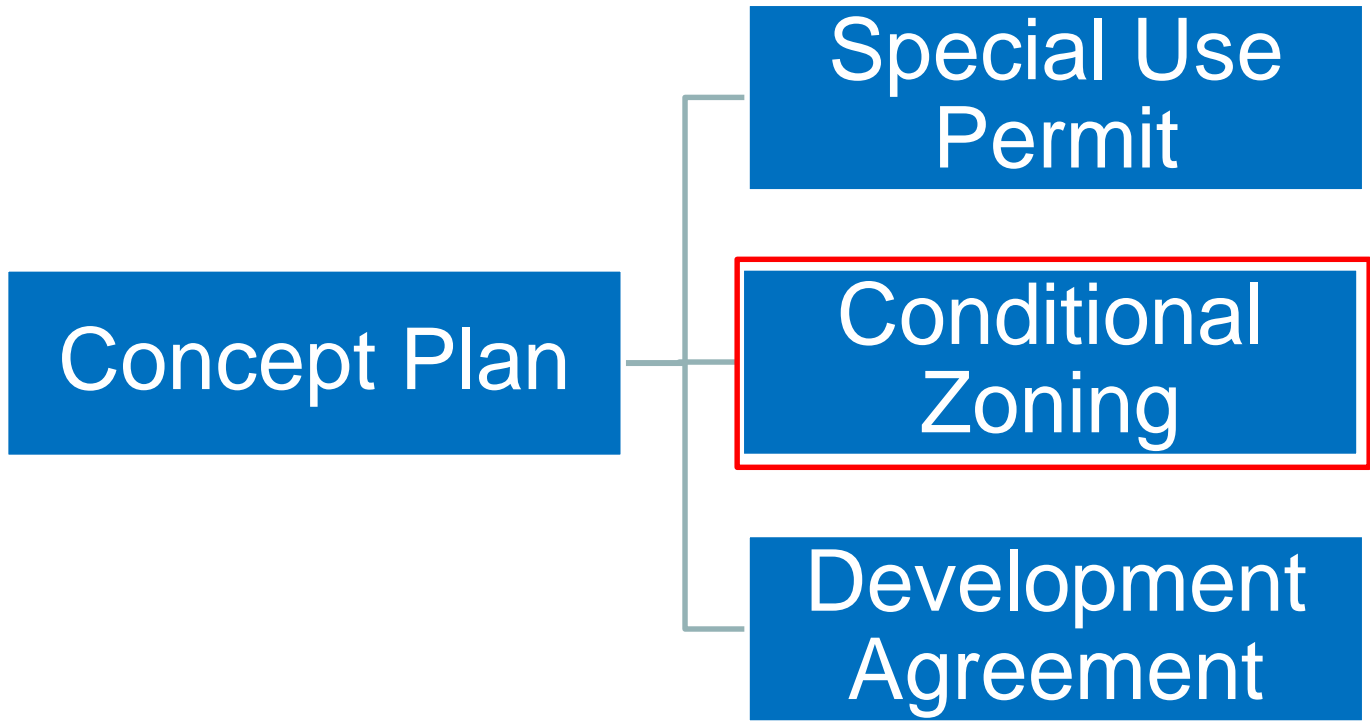 Concept Plan
Special Use
Permit
Conditional
Zoning
Development
Agreement